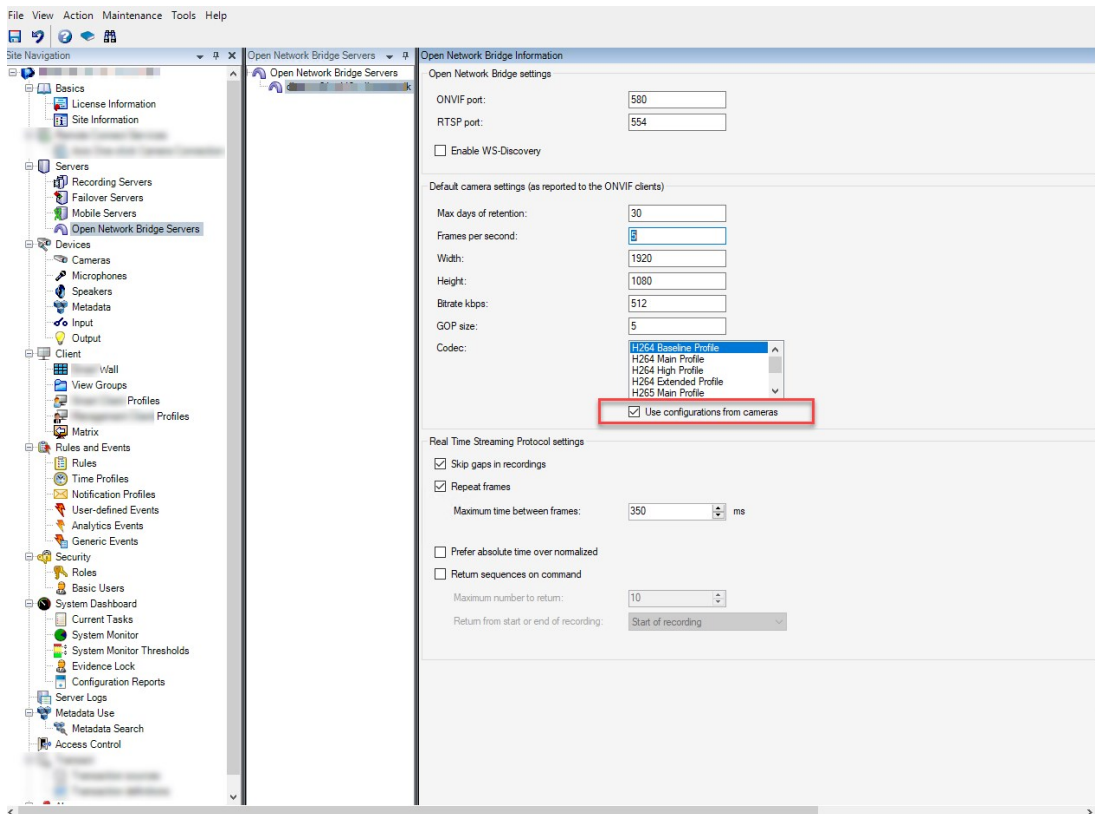 File View Action Maintenance Tools Help
Site Navigation
Basics
License Information
Site Information
Servers
Recording Servers
Failover Servers
Mobile Servers
Open Network Bridge Servers
Devices
Cameras
Microphones
Speakers
Metadata
Input
Output
Client
Wall
View Groups
Profiles
Profiles
Matrix
Rules and Events
Rules
Time Profiles
Notification Profiles
User-defined Events
Analytics Events
Generic Events
Security
Roles
Basic Users
System Dashboard
Current Tasks
System Monitor
System Monitor Thresholds
Evidence Lock
Configuration Reports
Server Logs
Metadata Use
Metadata Search
Access Control
Open Network Bridge Servers
Open Network Bridge Servers
Open Network Bridge Information
Open Network Bridge settings
ONVIF port: 580
RTSP port: 554
Enable WS-Discovery
Default camera settings (as reported to the ONVIF clients)
Max days of retention: 30
Frames per second: 5
Width: 1920
Height: 1080
Bitrate kbps: 512
GOP size: 5
Codec: H264 Baseline Profile
H264 Main Profile
H264 High Profile
H264 Extended Profile
H265 Main Profile
Use configurations from cameras
Real Time Streaming Protocol settings
Skip gaps in recordings
Repeat frames
Maximum time between frames: 350 ms
Prefer absolute time over normalized
Return sequences on command
Maximum number to return: 10
Return from start or end of recording: Start of recording